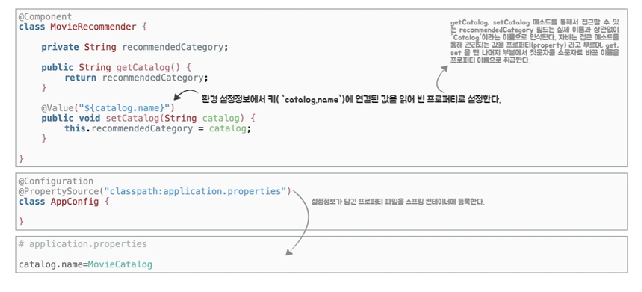 @Component
class MovieRecommender {
private String recommendedCategory;
public String getCatalog() {
return recommendedCategory;
}
@Value("${catalog.name}")
public void setCatalog(String catalog) {
this.recommendedCategory = catalog;
}
}
getCatalog, setCatalog 메소드를 통해서 접근할 수 있
는 recommendedCategory 필드는 실제 이름과 상관없이
`Catalog`이라는 이름으로 인식된다. 자바는 접근 메소드를
통해 관리되는 값을 프로퍼티(property) 라고 부르며, get,
set 을 뺀 나머지 부분에서 첫글자를 소문자로 바꾼 이름을
프로퍼티 이름으로 취급한다
환경 설정정보에서 키( `catalog.name`)에 연결된 값을 읽어 빈 프로퍼티로 설정한다.
@Configuration
@PropertySource("classpath:application.properties")
class AppConfig {
}
설정정보가 담긴 프로퍼티 파일을 스프링 컨테이너에 등록한다.
# application.properties
catalog.name=MovieCatalog